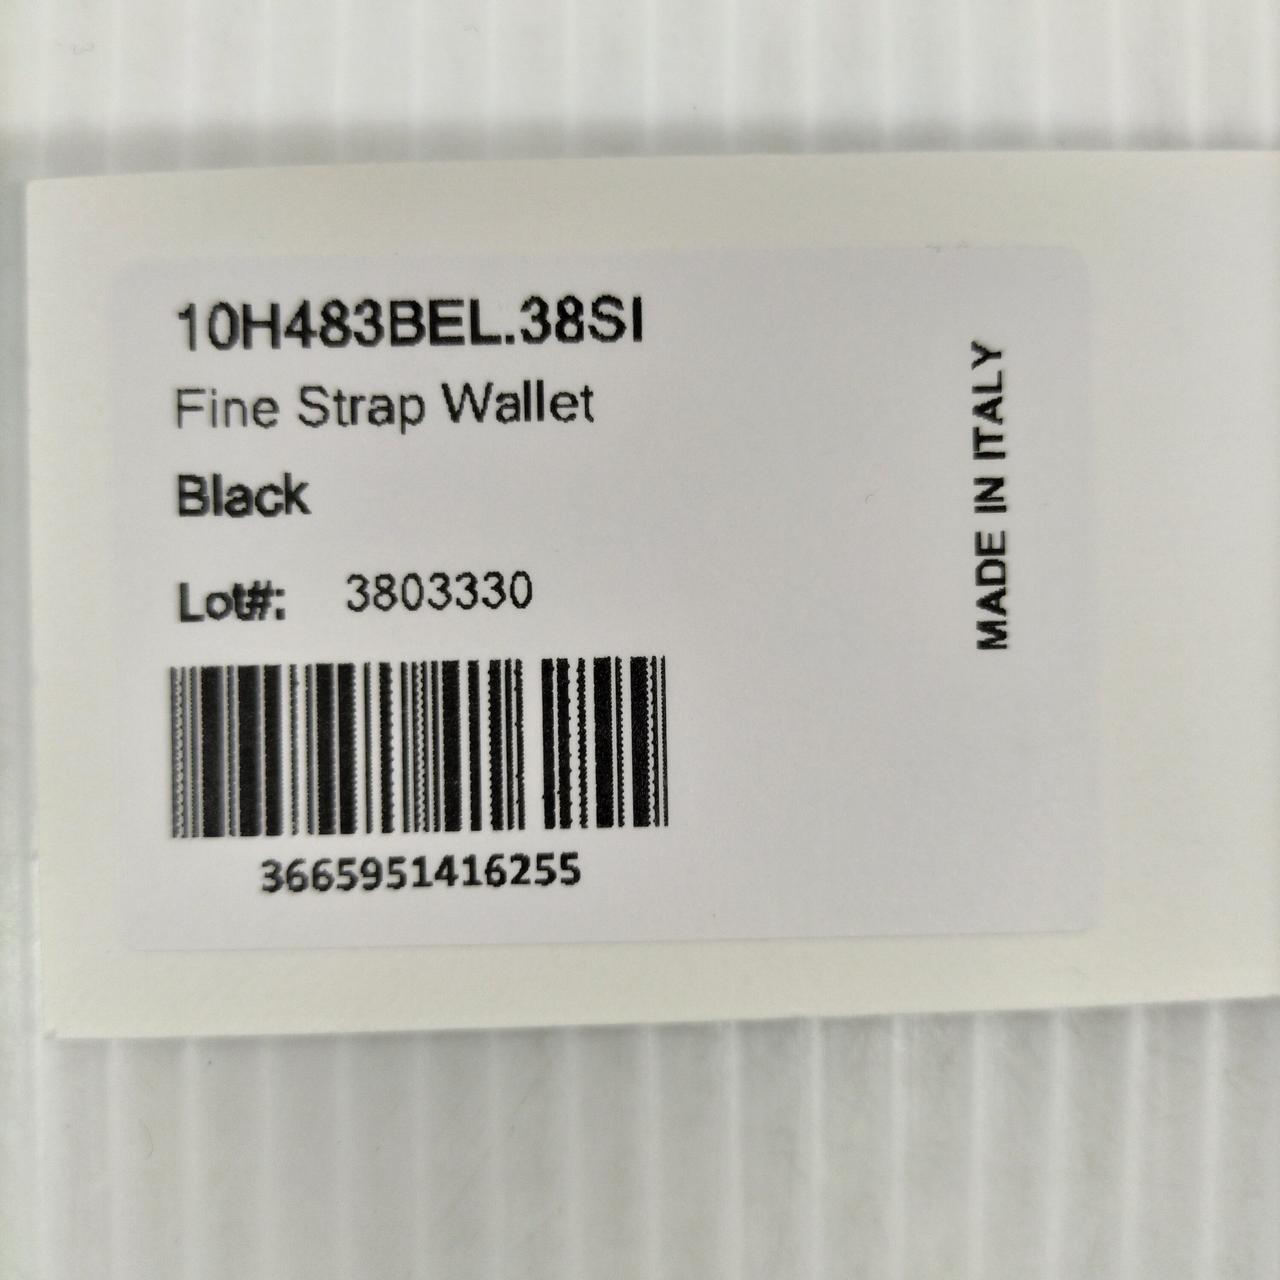 10H483BEL.38SI
Fine Strap Wallet
Black
Lot#: 3803330
3665951416255
MADE IN ITALY